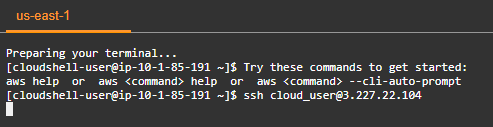 us-east-1
Preparing your terminal...
[cloudshell-user@ip-10-1-85-191 ~]$ Try these commands to get started:
aws help  or  aws <command> help  or  aws <command> --cli-auto-prompt
[cloudshell-user@ip-10-1-85-191 ~]$ ssh cloud_user@3.227.22.104